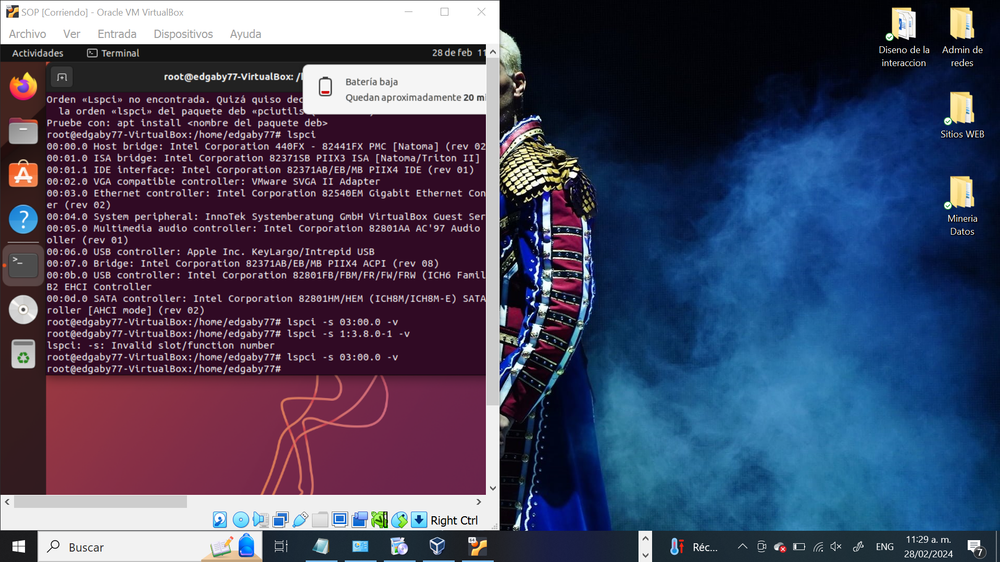 SOP [Corriendo] - Oracle VM VirtualBox
Archivo Ver Entrada Dispositivos Ayuda
Actividades Terminal 28 de feb 11
root@edgaby77-VirtualBox: /
Batería baja
Quedan aproximadamente 20 mi
Orden «Lspci» no encontrada. Quizá quiso dec
la orden «lspci» del paquete deb «pciutils
Pruebe con: apt install <nombre del paquete deb>
root@edgaby77-VirtualBox:/home/edgaby77# lspci
00:00.0 Host bridge: Intel Corporation 440FX - 82441FX PMC [Natoma] (rev 02
00:01.0 ISA bridge: Intel Corporation 82371SB PIIX3 ISA [Natoma/Triton II]
00:01.1 IDE interface: Intel Corporation 82371AB/EB/MB PIIX4 IDE (rev 01)
00:02.0 VGA compatible controller: VMware SVGA II Adapter
00:03.0 Ethernet controller: Intel Corporation 82540EM Gigabit Ethernet Con
er (rev 02)
00:04.0 System peripheral: InnoTek Systemberatung GmbH VirtualBox Guest Ser
00:05.0 Multimedia audio controller: Intel Corporation 82801AA AC'97 Audio
oller (rev 01)
00:06.0 USB controller: Apple Inc. KeyLargo/Intrepid USB
00:07.0 Bridge: Intel Corporation 82371AB/EB/MB PIIX4 ACPI (rev 08)
00:0b.0 USB controller: Intel Corporation 82801FB/FBM/FR/FW/FRW (ICH6 Famil
B2 EHCI Controller
00:0d.0 SATA controller: Intel Corporation 82801HM/HEM (ICH8M/ICH8M-E) SATA
roller [AHCI mode] (rev 02)
root@edgaby77-VirtualBox:/home/edgaby77# lspci -s 03:00.0 -v
root@edgaby77-VirtualBox:/home/edgaby77# lspci -s 1:3.8.0-1 -v
lspci: -s: Invalid slot/function number
root@edgaby77-VirtualBox:/home/edgaby77# lspci -s 03:00.0 -v
root@edgaby77-VirtualBox:/home/edgaby77#
Right Ctrl
Diseno de la
interaccion
Admin de
redes
Sitios WEB
Mineria
Datos
Buscar
64
Réc...
ENG
11:29 a. m.
28/02/2024
7